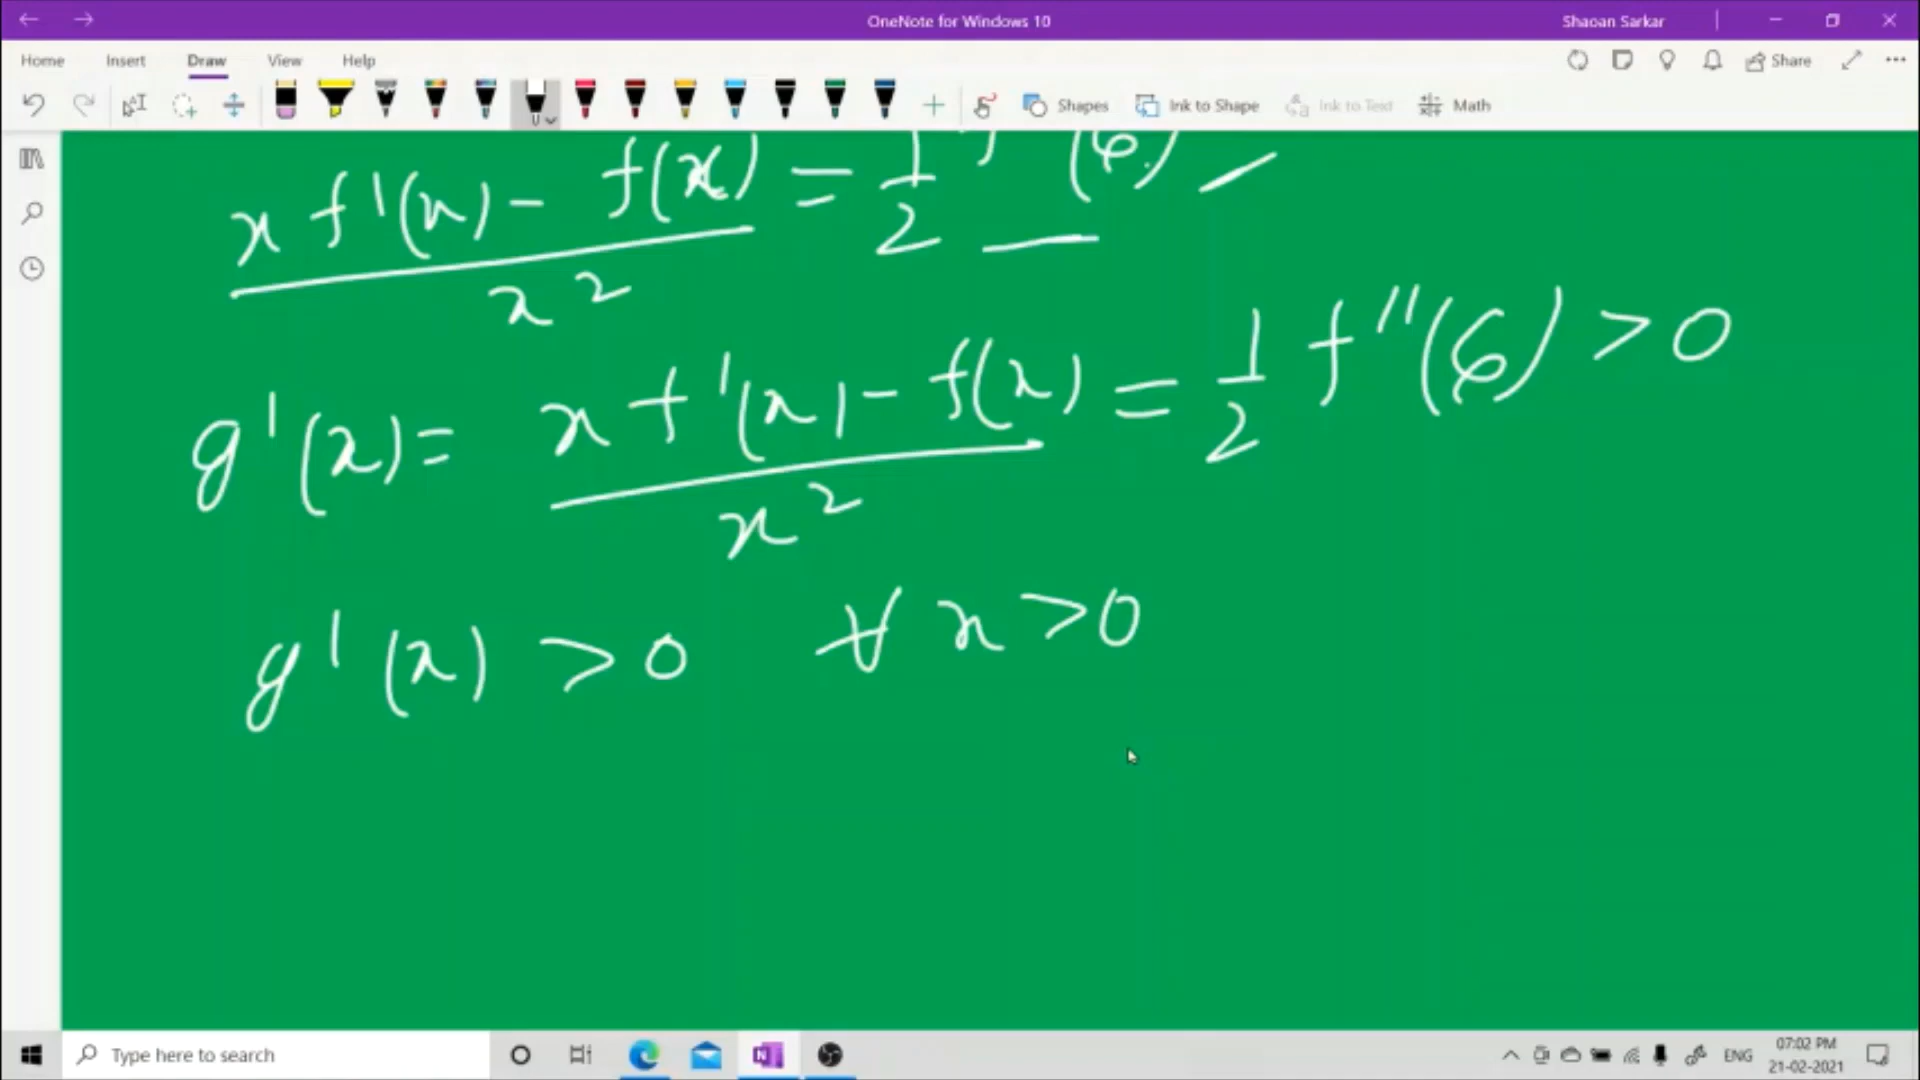 OneNote for Windows 10
Shaoan Sarkar
Home Insert Draw View Help
Share
Shapes Ink to Shape Ink to Text Math
x f'(x) - f(x) / x² = 1/2 f''(6)
g'(x) = x f'(x) - f(x) / x² = 1/2 f''(6) > 0
g'(x) > 0 ∀ x > 0
Type here to search
ENG
07:02 PM
21-02-2021